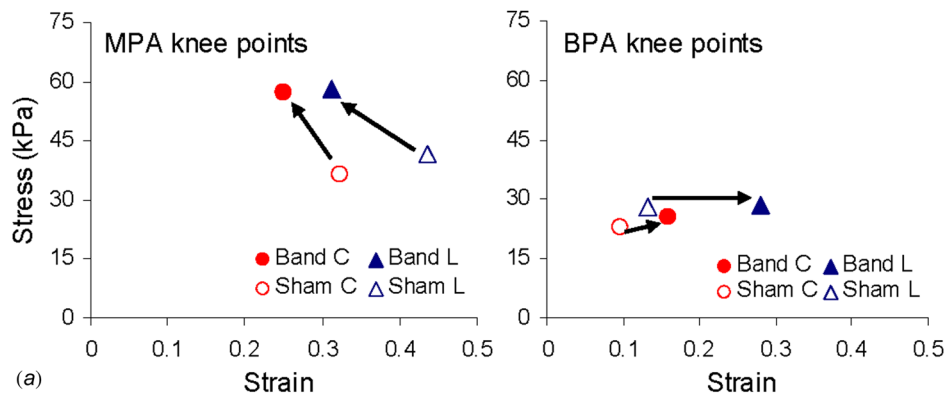 MPA knee points
75
60
45
30
15
0
Stress (kPa)
Band C
Band L
Sham C
Sham L
0
0.1
0.2
0.3
0.4
0.5
Strain
(a)
BPA knee points
75
60
45
30
15
0
Band C
Band L
Sham C
Sham L
0
0.1
0.2
0.3
0.4
0.5
Strain